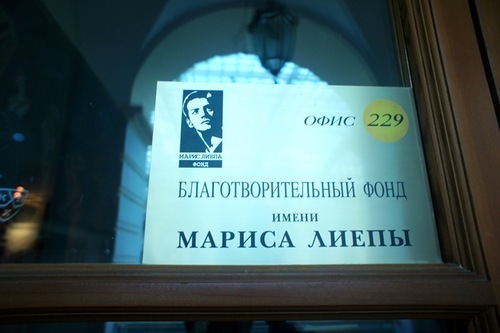 ОФИС 229
МАРИС ЛИЕПА
ФОНД
БЛАГОТВОРИТЕЛЬНЫЙ ФОНД
ИМЕНИ
МАРИСА ЛИЕПЫ